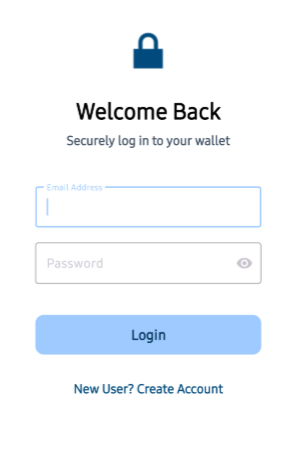 Welcome Back
Securely log in to your wallet
Email Address
Password
Login
New User? Create Account